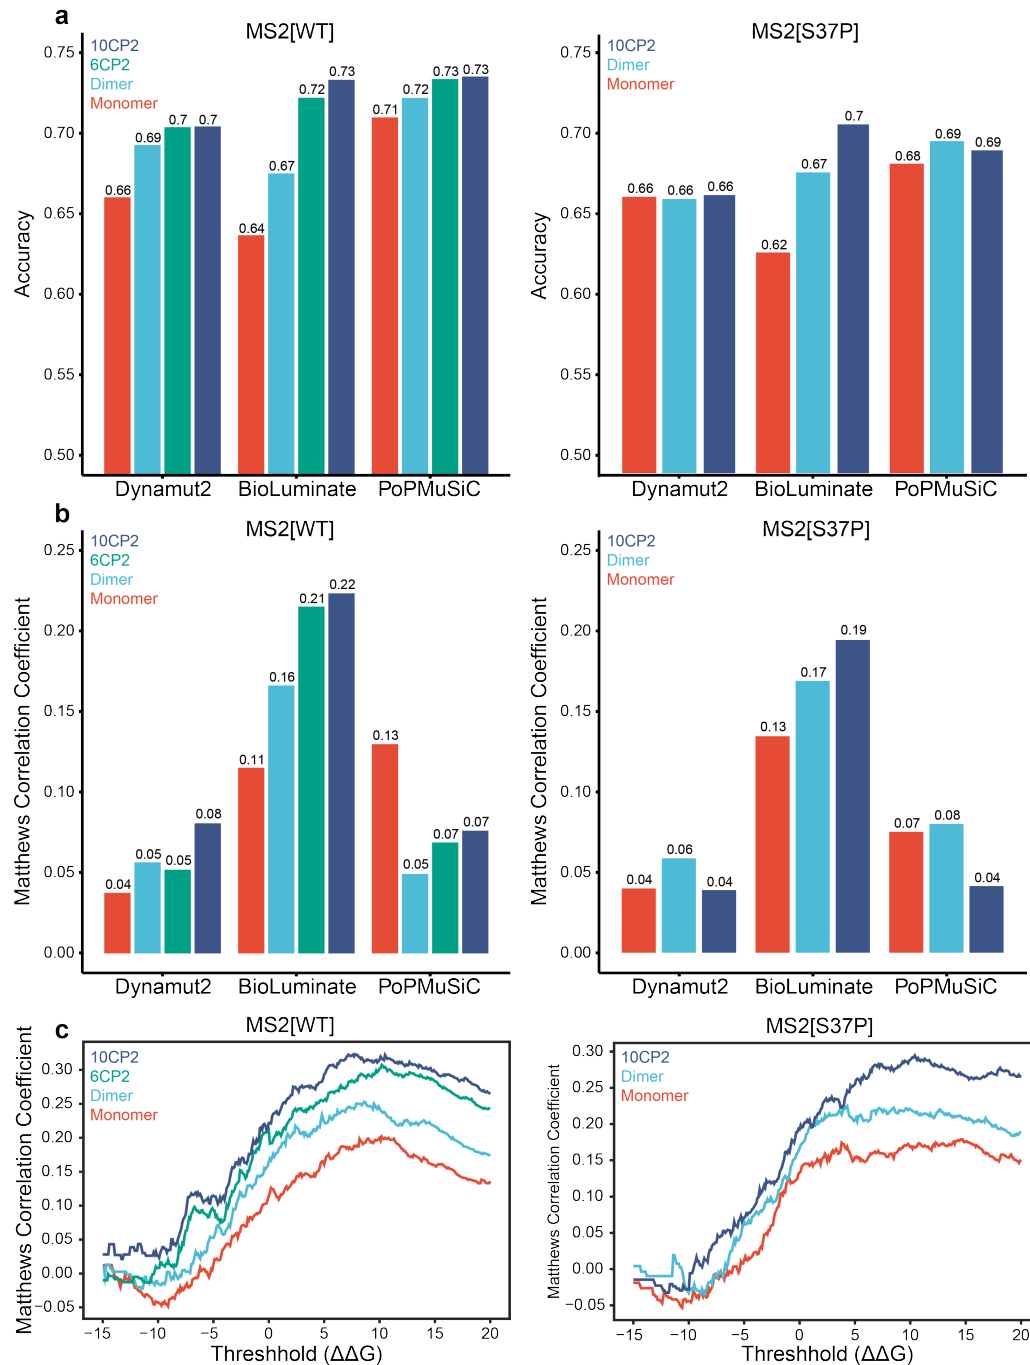 a
MS2[WT]
10CP2
6CP2
Dimer
Monomer
Accuracy
0.75
0.70
0.65
0.60
0.55
0.50
0.66
0.69
0.7
0.7
0.64
0.67
0.72
0.73
0.71
0.72
0.73
0.73
Dynamut2
BioLuminate
PoPMuSiC
MS2[S37P]
10CP2
Dimer
Monomer
Accuracy
0.75
0.70
0.65
0.60
0.55
0.50
0.66
0.66
0.66
0.62
0.67
0.7
0.68
0.69
0.69
Dynamut2
BioLuminate
PoPMuSiC
b
MS2[WT]
10CP2
6CP2
Dimer
Monomer
Matthews Correlation Coefficient
0.25
0.20
0.15
0.10
0.05
0.00
0.04
0.05
0.05
0.08
0.11
0.16
0.21
0.22
0.13
0.05
0.07
0.07
Dynamut2
BioLuminate
PoPMuSiC
MS2[S37P]
10CP2
Dimer
Monomer
Matthews Correlation Coefficient
0.25
0.20
0.15
0.10
0.05
0.00
0.04
0.06
0.04
0.13
0.17
0.19
0.07
0.08
0.04
Dynamut2
BioLuminate
PoPMuSiC
c
MS2[WT]
10CP2
6CP2
Dimer
Monomer
Matthews Correlation Coefficient
0.30
0.25
0.20
0.15
0.10
0.05
0.00
−0.05
−15
−10
−5
0
5
10
15
20
Threshhold (ΔΔG)
MS2[S37P]
10CP2
Dimer
Monomer
Matthews Correlation Coefficient
0.30
0.25
0.20
0.15
0.10
0.05
0.00
−0.05
−15
−10
−5
0
5
10
15
20
Threshhold (ΔΔG)